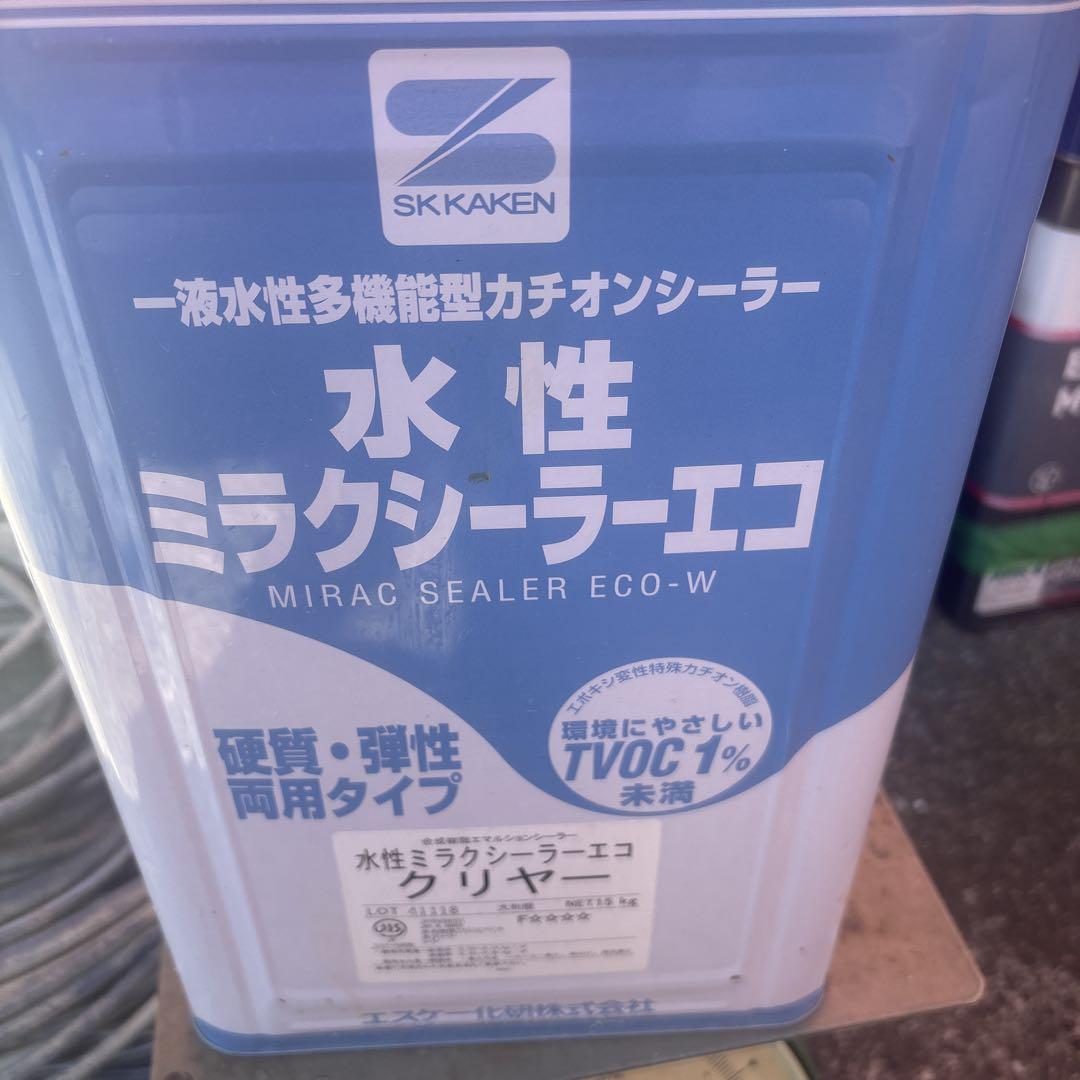 SK KAKEN
一液水性多機能型カチオンシーラー
水性
ミラクシーラーエコ
MIRAC SEALER ECO-W
エポキシ変性特殊カチオン樹脂
環境にやさしい
TVOC 1%
未満
硬質・弾性
両用タイプ
合成樹脂エマルションシーラー
水性ミラクシーラーエコ
クリヤー
LOT 41118 NET15kg
F☆☆☆☆
エスケー化研株式会社